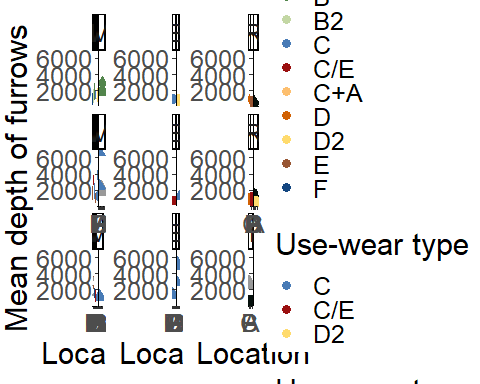 Mean depth of furrows
6000 6000 6000
4000 4000 4000
2000 2000 2000
6000 6000 6000
4000 4000 4000
2000 2000 2000
6000 6000 6000
4000 4000 4000
2000 2000 2000
Loca Loca Location
B2
C
C/E
C+A
D
D2
E
F
Use-wear type
C
C/E
D2